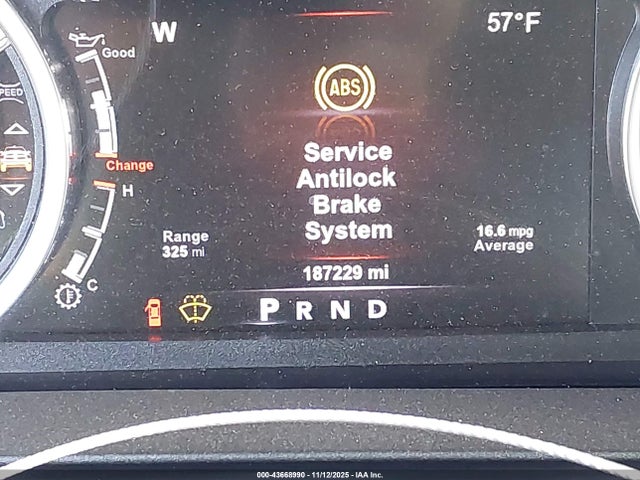 W
57°F
Good
ABS
SPEED
Service
Antilock
Brake
System
Change
H
Range
325 mi
16.6 mpg
Average
187229 mi
C
P R N D
000-43668990 - 11/12/2025 - IAA Inc.